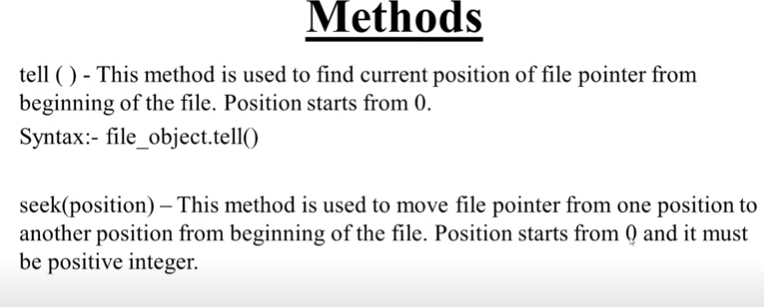 Methods
tell ( ) - This method is used to find current position of file pointer from
beginning of the file. Position starts from 0.
Syntax:- file_object.tell()
seek(position) – This method is used to move file pointer from one position to
another position from beginning of the file. Position starts from 0 and it must
be positive integer.